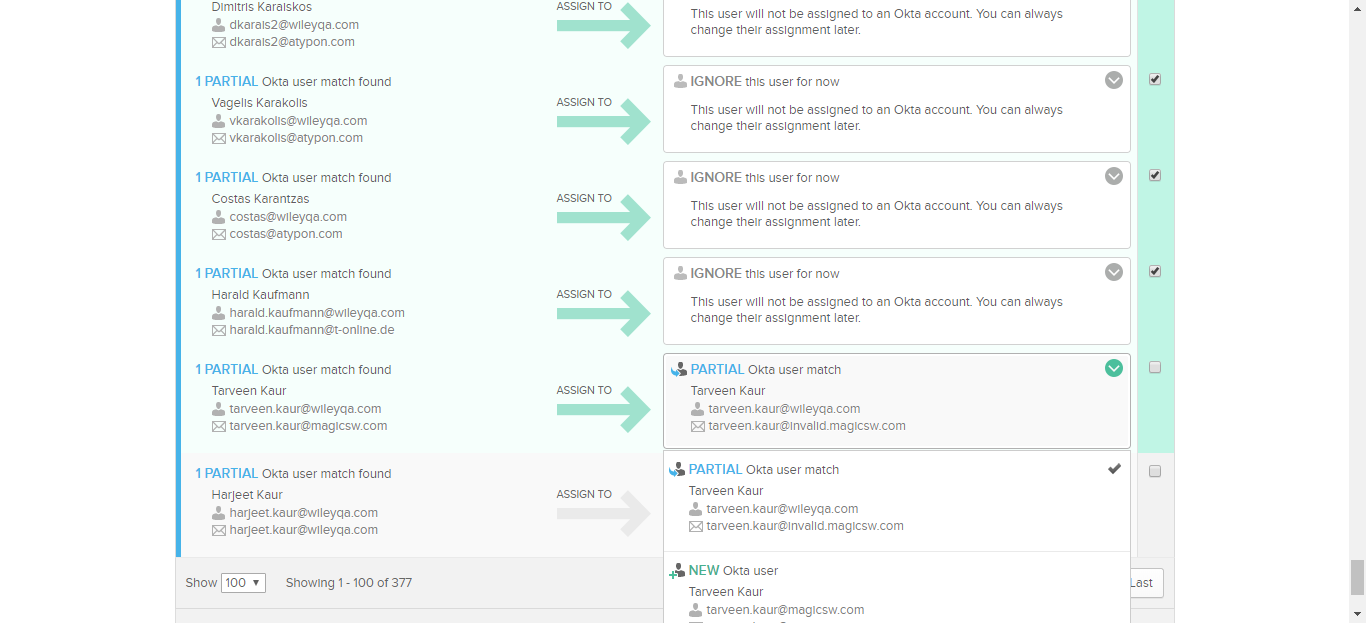 Dimitris Karaiskos
dkarais2@wileyqa.com
dkarais2@atypon.com
ASSIGN TO
This user will not be assigned to an Okta account. You can always
change their assignment later.
1 PARTIAL Okta user match found
Vagelis Karakolis
vkarakolis@wileyqa.com
vkarakolis@atypon.com
ASSIGN TO
IGNORE this user for now
This user will not be assigned to an Okta account. You can always
change their assignment later.
1 PARTIAL Okta user match found
Costas Karantzas
costas@wileyqa.com
costas@atypon.com
ASSIGN TO
IGNORE this user for now
This user will not be assigned to an Okta account. You can always
change their assignment later.
1 PARTIAL Okta user match found
Harald Kaufmann
harald.kaufmann@wileyqa.com
harald.kaufmann@t-online.de
ASSIGN TO
IGNORE this user for now
This user will not be assigned to an Okta account. You can always
change their assignment later.
1 PARTIAL Okta user match found
Tarveen Kaur
tarveen.kaur@wileyqa.com
tarveen.kaur@magicsw.com
ASSIGN TO
PARTIAL Okta user match
Tarveen Kaur
tarveen.kaur@wileyqa.com
tarveen.kaur@invalid.magicsw.com
1 PARTIAL Okta user match found
Harjeet Kaur
harjeet.kaur@wileyqa.com
harjeet.kaur@wileyqa.com
ASSIGN TO
PARTIAL Okta user match
Tarveen Kaur
tarveen.kaur@wileyqa.com
tarveen.kaur@invalid.magicsw.com
NEW Okta user
Tarveen Kaur
tarveen.kaur@magicsw.com
Show 100 Showing 1 - 100 of 377
Last